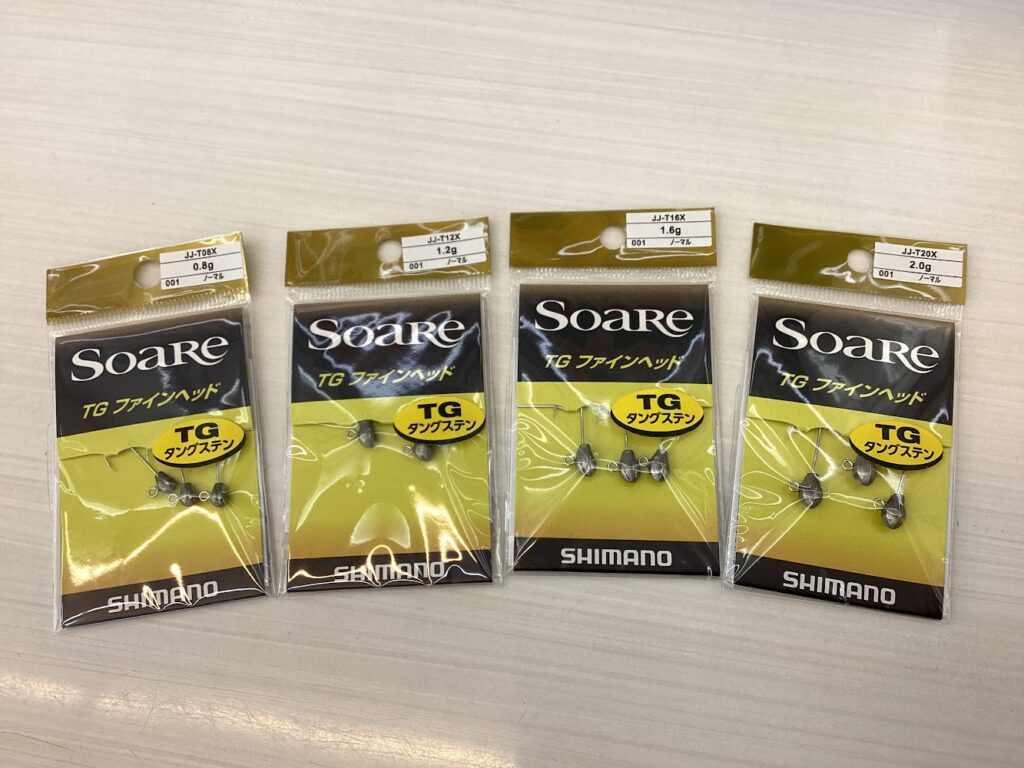 JJ-T08X
0.8g
001 ノーマル
SOARE
TG ファインヘッド
TG
タングステン
SHIMANO
JJ-T12X
1.2g
001 ノーマル
SOARE
TG ファインヘッド
TG
タングステン
SHIMANO
JJ-T16X
1.6g
001 ノーマル
SOARE
TG ファインヘッド
TG
タングステン
SHIMANO
JJ-T20X
2.0g
001 ノーマル
SOARE
TG ファインヘッド
TG
タングステン
SHIMANO